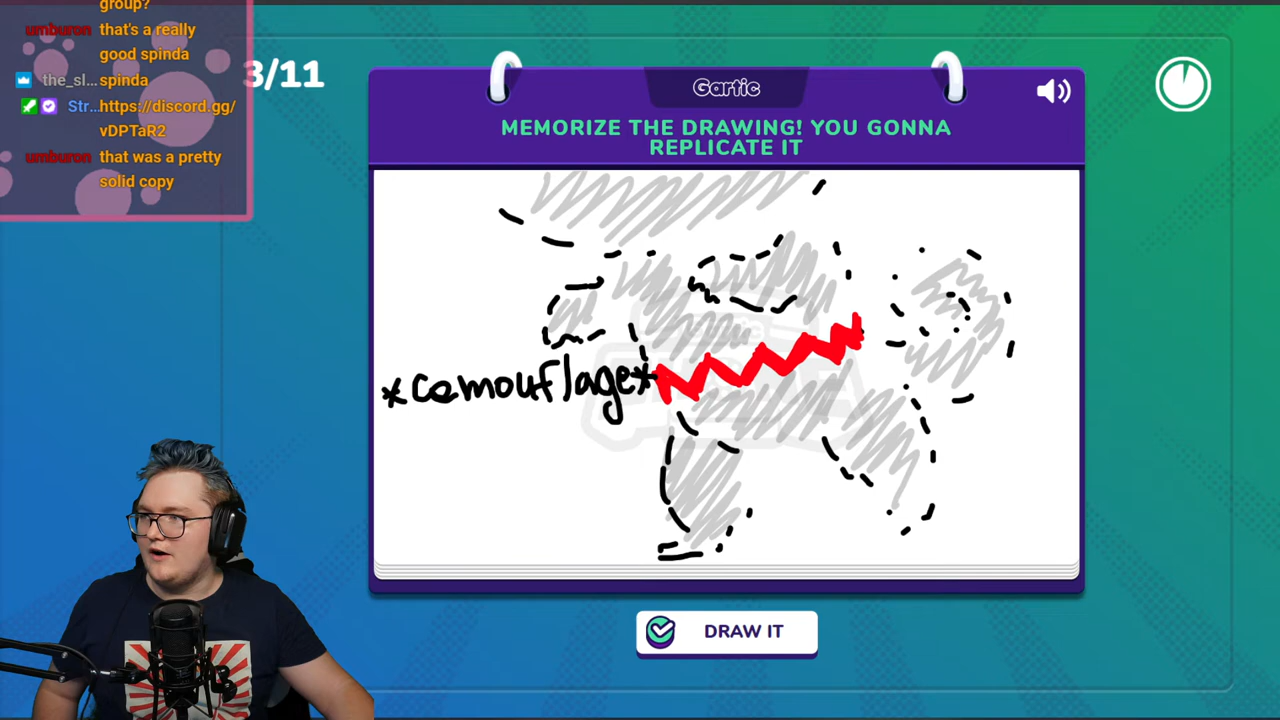 group?
umburon that's a really
good spinda
the_sl... spinda
Str... https://discord.gg/
vDPTaR2
umburon that was a pretty
solid copy
3/11
Gartic
MEMORIZE THE DRAWING! YOU GONNA
REPLICATE IT
*camouflage*
DRAW IT